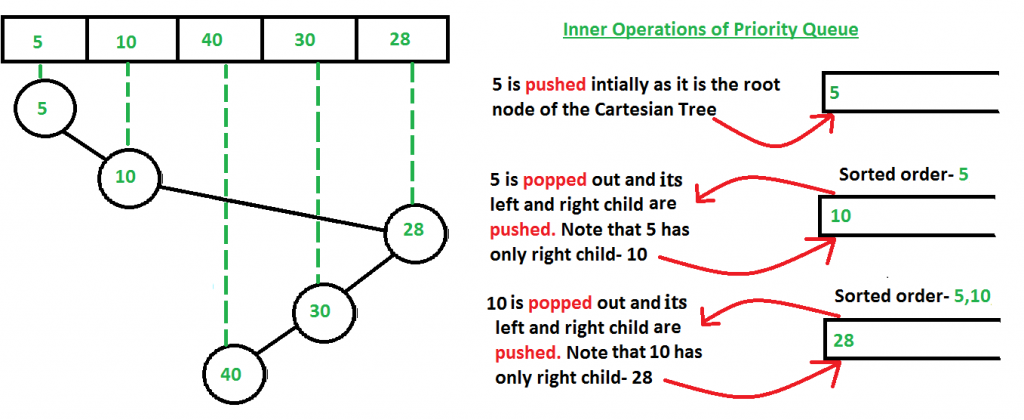 5 10 40 30 28
5
10
28
30
40
Inner Operations of Priority Queue
5 is pushed intially as it is the root
node of the Cartesian Tree
5
5 is popped out and its
left and right child are
pushed. Note that 5 has
only right child- 10
Sorted order- 5
10
10 is popped out and its
left and right child are
pushed. Note that 10 has
only right child- 28
Sorted order- 5,10
28